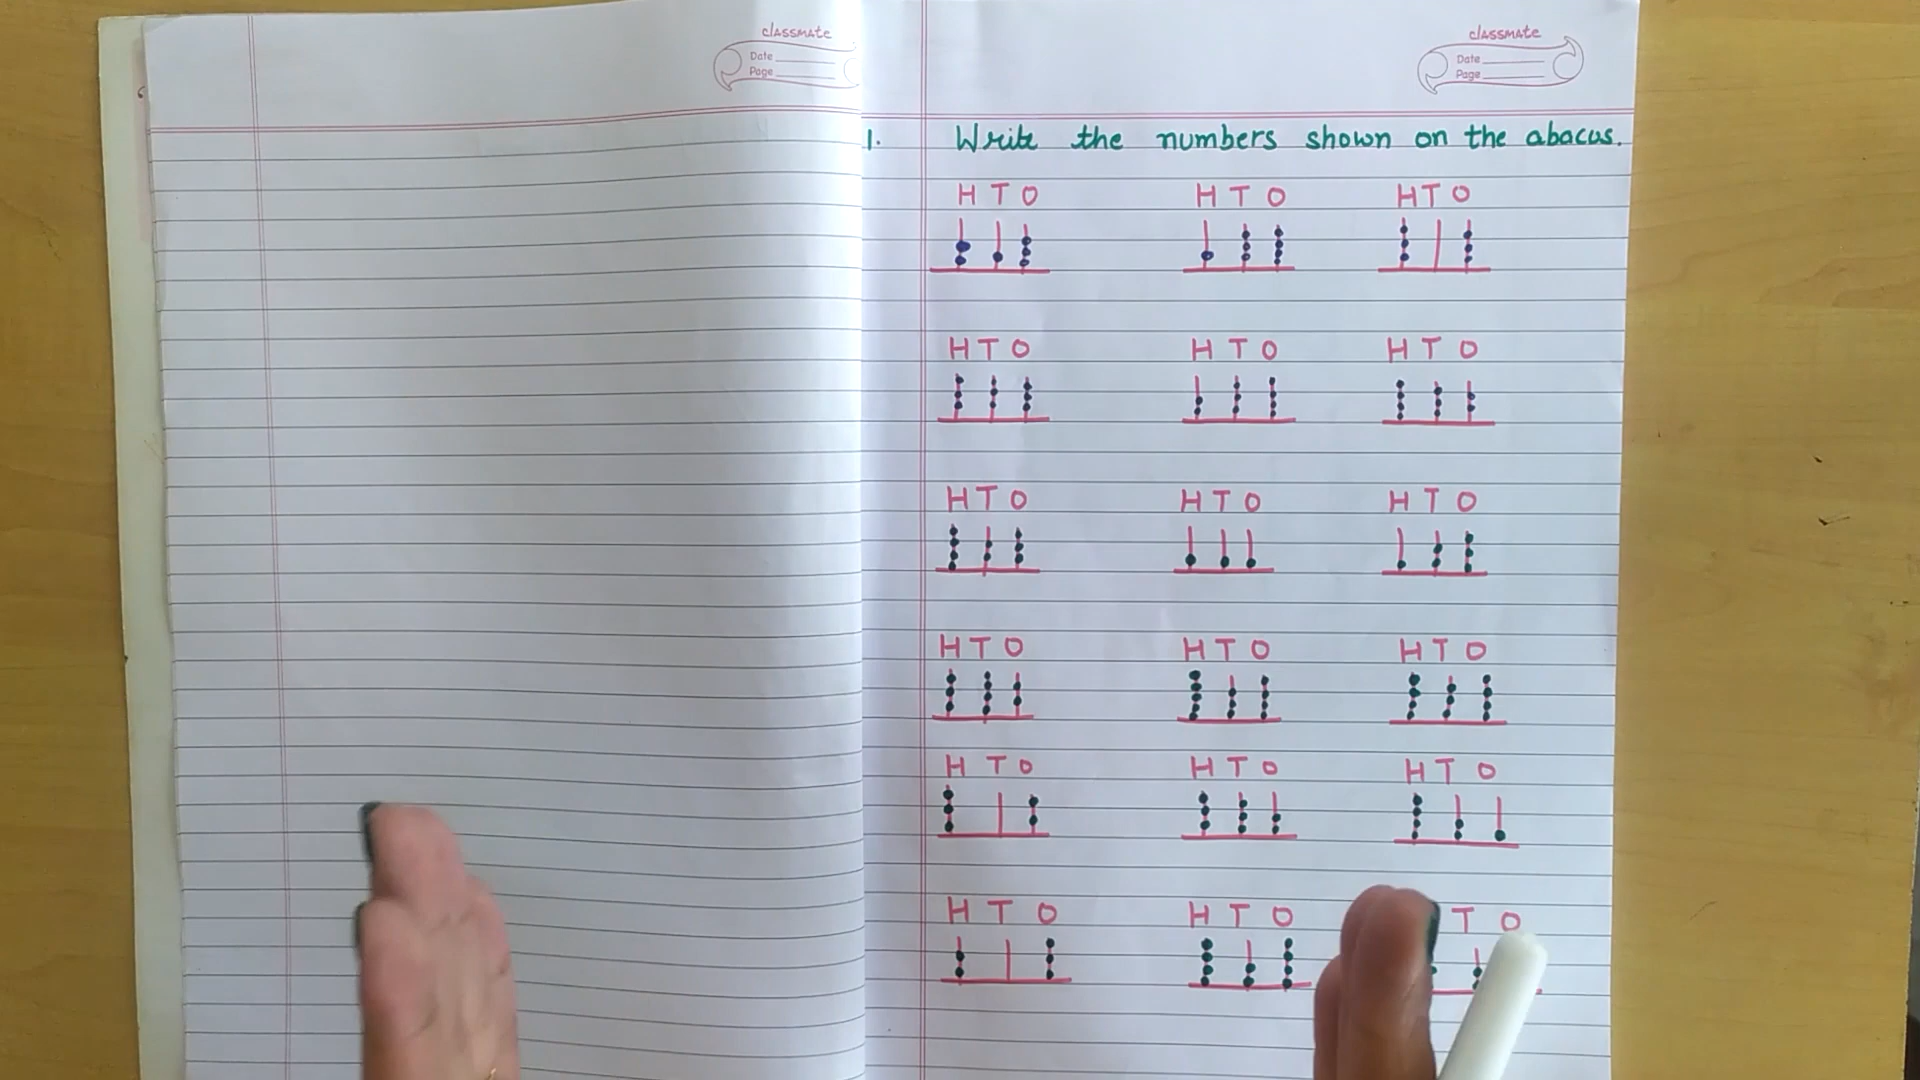 classmate
Date
Page
classmate
Date
Page
1. Write the numbers shown on the abacus.
H T O H T O H T O
H T O H T O H T O
H T O H T O H T O
H T O H T O H T O
H T O H T O H T O
H T O H T O T O